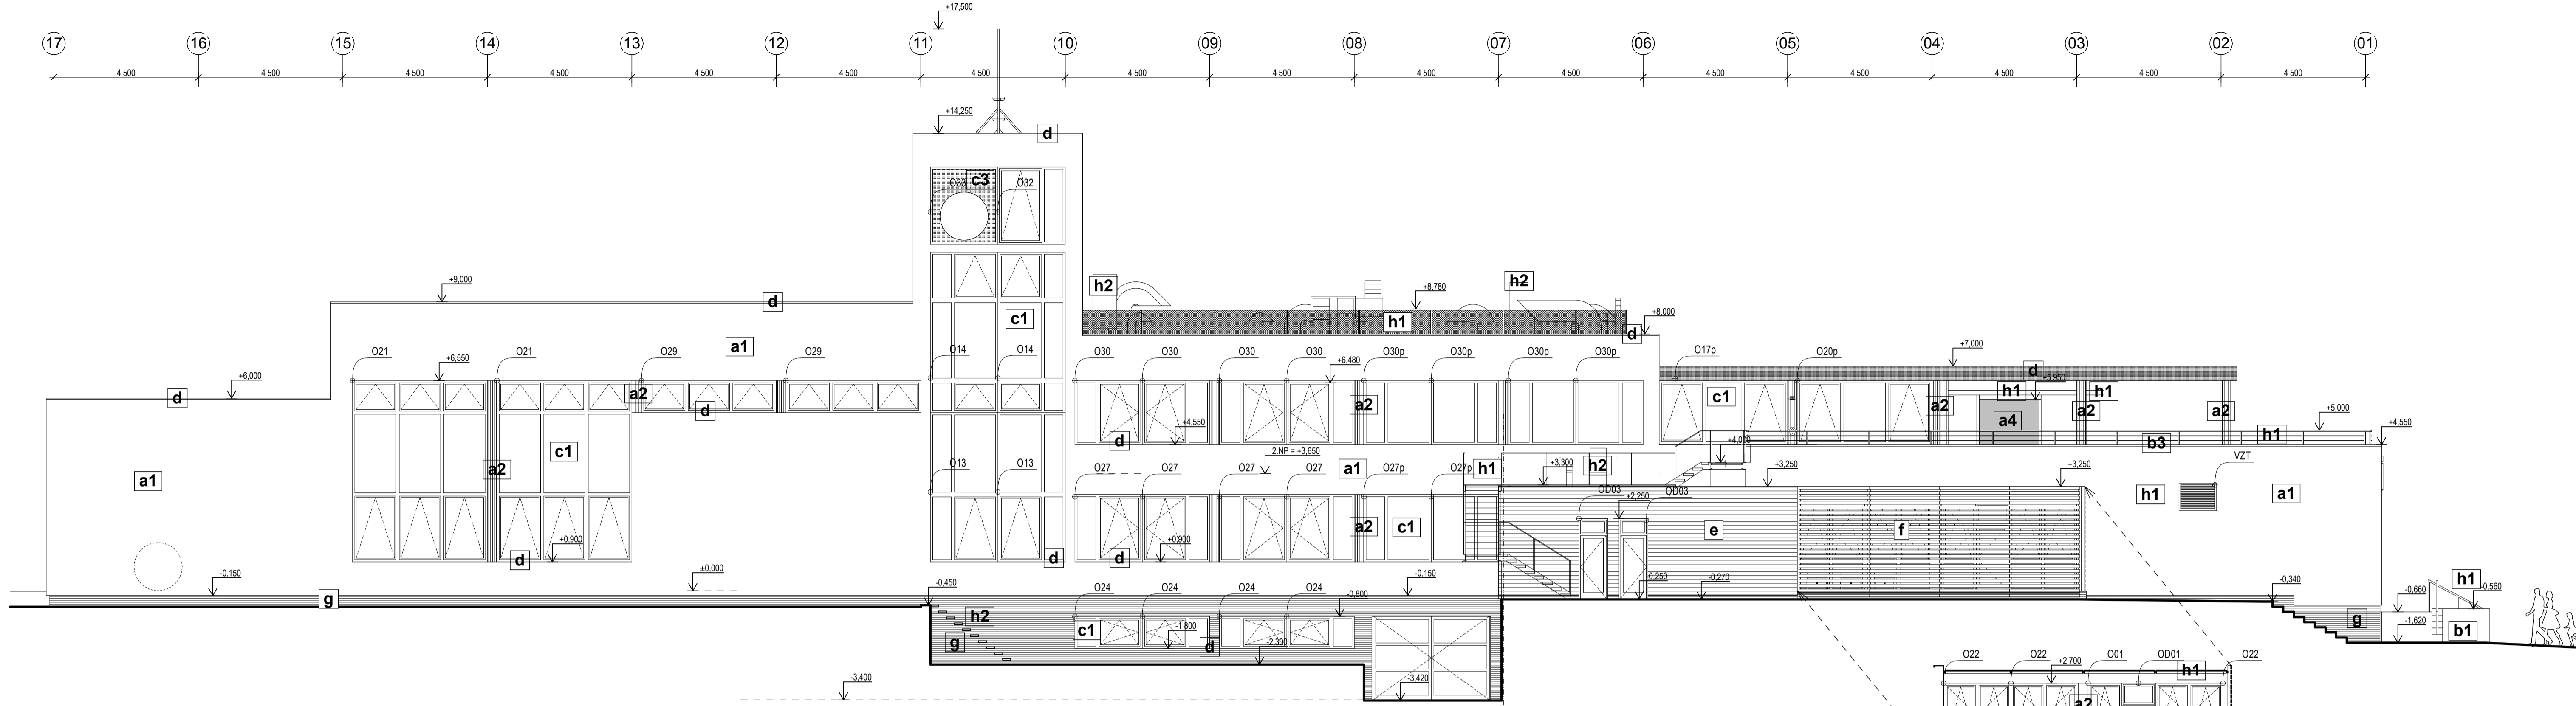 +17,500
17 16 15 14 13 12 11 10 09 08 07 06 05 04 03 02 01
4 500 4 500 4 500 4 500 4 500 4 500 4 500 4 500 4 500 4 500 4 500 4 500 4 500 4 500 4 500 4 500
+14,250 d
O33 c3 O32
+9,000 d h2 +8,780 h2
c1 h1 +8,000 d
a1
O21 +6,550 O21 O29 O29 O14 O14 O30 O30 O30 O30 +6,480 O30p O30p O30p O30p O17p O20p +7,000 d
+6,000 d a2 d c1 +5,950 h1 h1
a2 a2 a4 a2 a2
+4,550 d +5,000 +4,550
c1 2.NP = +3,650 +4,000 b3 h1
a2 O13 O13 O27 O27 O27 O27 a1 O27p O27p h1 +3,300 h2 +3,250 +3,250 VZT
a1 OD03 OD03 h1 a1
+2,250
a2 c1 e f
d +0,900 d d +0,900
-0,150 ±0,000 -0,450 -0,150 -0,250 -0,270 -0,340 h1 -0,560
g h2 O24 O24 O24 O24 -0,800 -0,660
g c1 -1,800 d -2,300 g -1,620 b1
-3,400 -3,420
O22 O22 +2,700 O01 OD01 h1 O22
a2